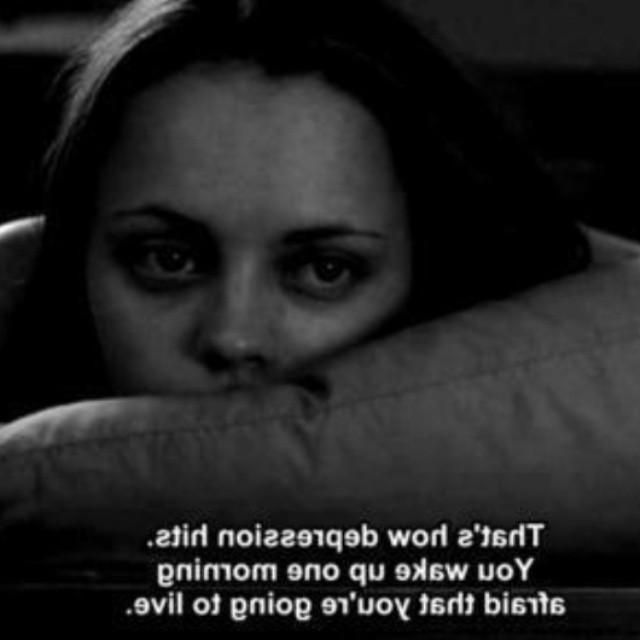 That's how depression hits.
You wake up one morning
afraid that you're going to live.